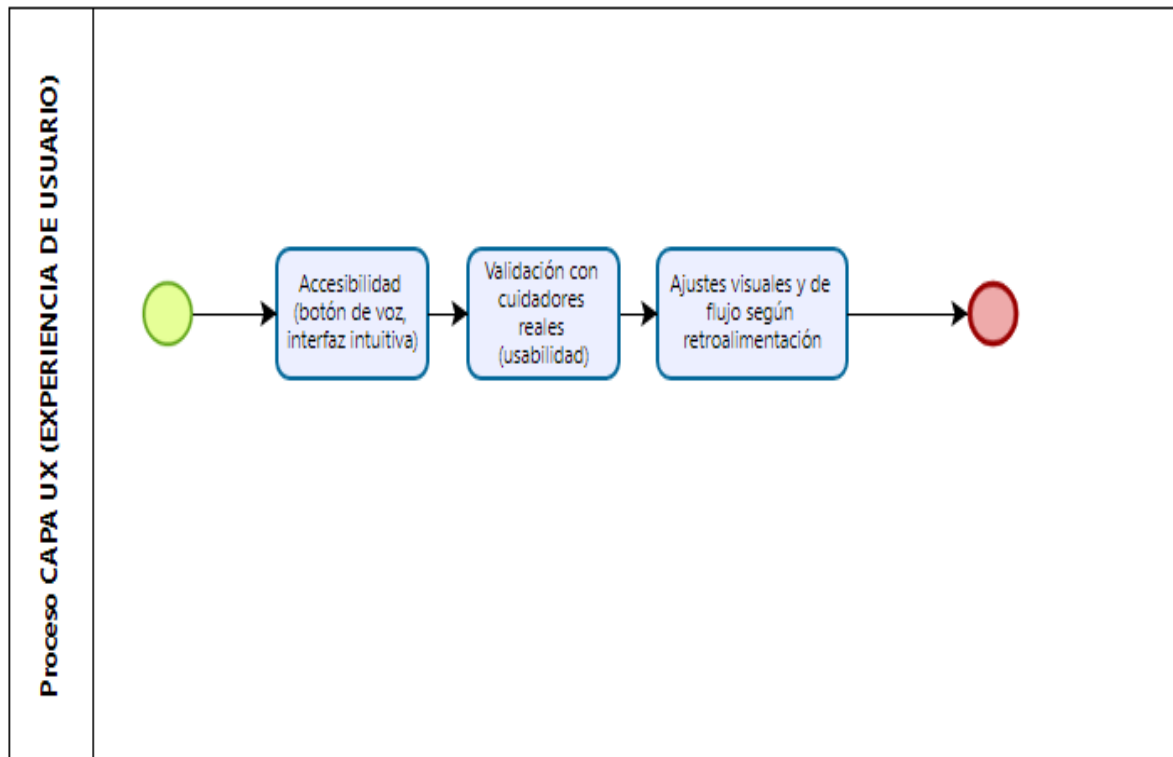 Proceso CAPA UX (EXPERIENCIA DE USUARIO)
Accesibilidad
(botón de voz,
interfaz intuitiva)
Validación con
cuidadores
reales
(usabilidad)
Ajustes visuales y de
flujo según
retroalimentación